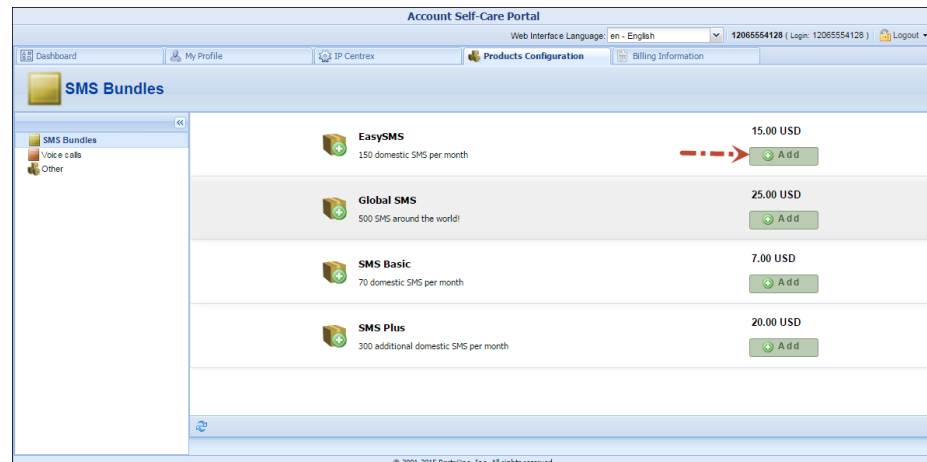 Account Self-Care Portal
Web Interface Language: en - English 12065554128 ( Login: 12065554128 ) Logout
Dashboard My Profile IP Centrex Products Configuration Billing Information
SMS Bundles
SMS Bundles
Voice calls
Other
EasySMS 15.00 USD
150 domestic SMS per month Add
Global SMS 25.00 USD
500 SMS around the world! Add
SMS Basic 7.00 USD
70 domestic SMS per month Add
SMS Plus 20.00 USD
300 additional domestic SMS per month Add